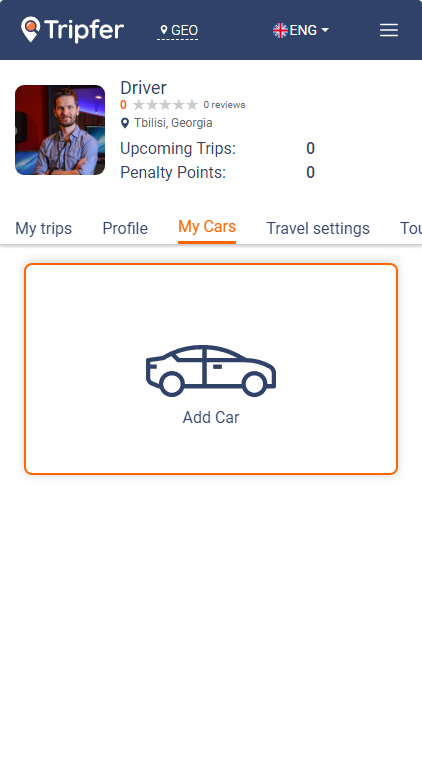 Tripfer
GEO
ENG
Driver
0 0 reviews
Tbilisi, Georgia
Upcoming Trips: 0
Penalty Points: 0
My trips Profile My Cars Travel settings Tou
Add Car